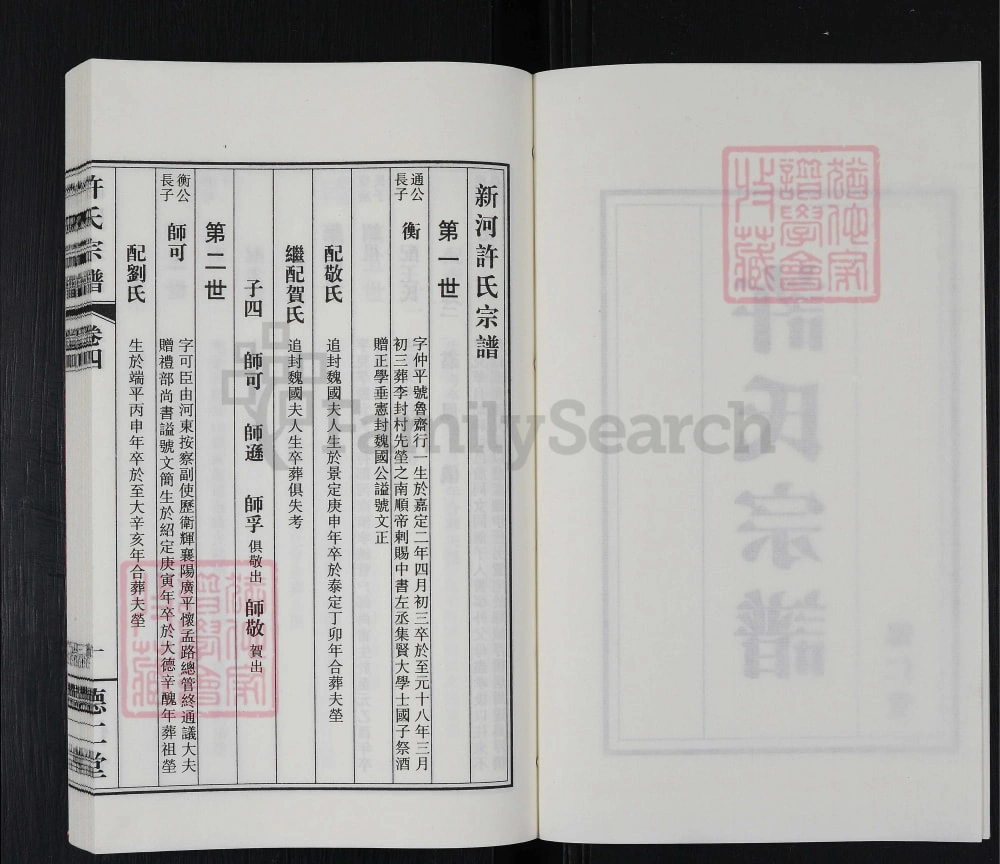 新河許氏宗譜
第一世
通公長子 衡 字仲平號魯齋行一生於嘉定二年四月初三卒於至元十八年三月
初三葬李封村先塋之南順帝剌賜中書左丞集賢大學士國子祭酒
贈正學垂憲封魏國公謚號文正
配敬氏 追封魏國夫人生於景定庚申年卒於泰定丁卯年合葬夫塋
繼配賀氏 追封魏國夫人生卒葬俱失考
子四 師可 師遜 師孚 俱敬出 師敬 賀出
第二世
衡公長子 師可 字可臣由河東按察副使歷衛輝襄陽廣平懷孟路總管終通議大夫
贈禮部尚書謚號文簡生於紹定庚寅年卒於大德辛醜年葬祖塋
配劉氏 生於端平丙申年卒於至大辛亥年合葬夫塋
許氏宗譜 卷四 一 德仁堂
FamilySearch
許氏宗譜